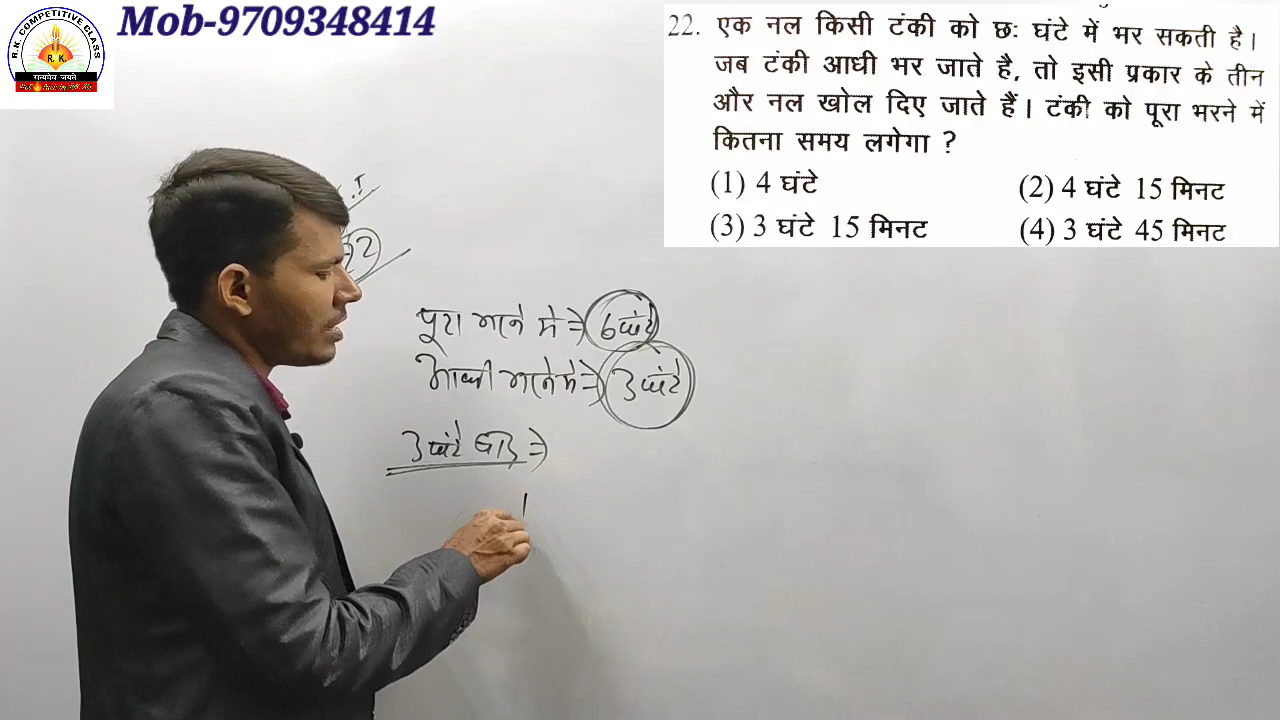 R.K COMPETITIVE CLASS
R. K.
सत्यमेव जयते
Mob-9709348414
22. एक नल किसी टंकी को छः घंटे में भर सकती है।
जब टंकी आधी भर जाते है, तो इसी प्रकार के तीन
और नल खोल दिए जाते हैं। टंकी को पूरा भरने में
कितना समय लगेगा ?
(1) 4 घंटे (2) 4 घंटे 15 मिनट
(3) 3 घंटे 15 मिनट (4) 3 घंटे 45 मिनट
पूरा भरने में ⇒ 6 घंटे
आधी भरने में ⇒ 3 घंटे
3 घंटे बाद ⇒